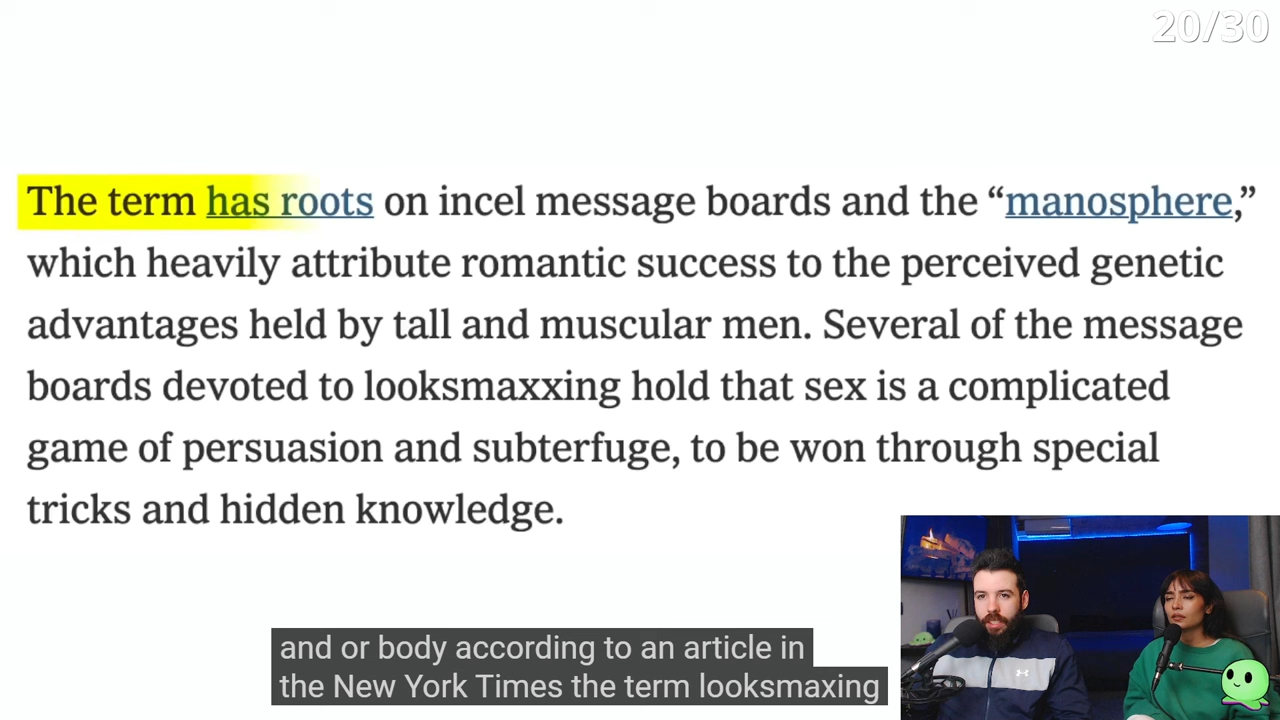 20/30
The term has roots on incel message boards and the “manosphere,”
which heavily attribute romantic success to the perceived genetic
advantages held by tall and muscular men. Several of the message
boards devoted to looksmaxxing hold that sex is a complicated
game of persuasion and subterfuge, to be won through special
tricks and hidden knowledge.
and or body according to an article in
the New York Times the term looksmaxing